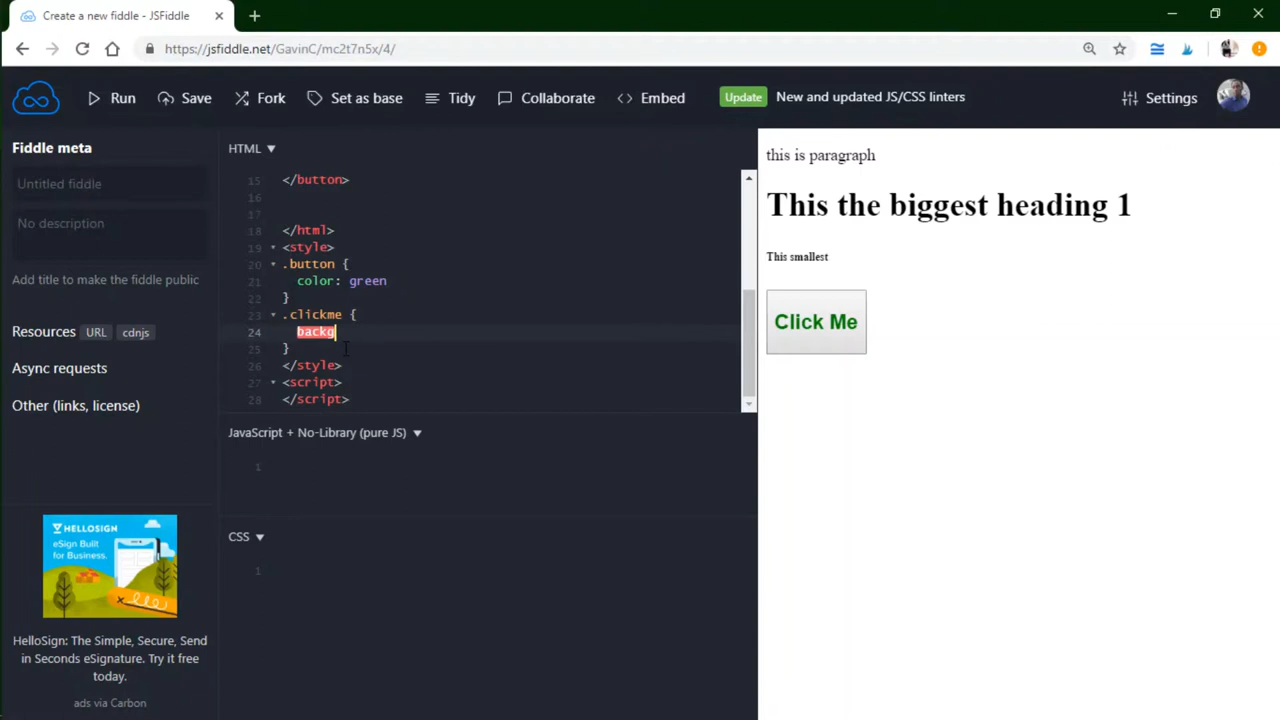 Create a new fiddle - JSFiddle
https://jsfiddle.net/GavinC/mc2t7n5x/4/
Run Save Fork Set as base Tidy Collaborate Embed Update New and updated JS/CSS linters Settings
Fiddle meta
Untitled fiddle
No description
Add title to make the fiddle public
Resources URL cdnjs
Async requests
Other (links, license)
HELLOSIGN
eSign Built
for Business.
HelloSign: The Simple, Secure, Send
in Seconds eSignature. Try it free
today.
ads via Carbon
HTML
15 </button>
16
17
18 </html>
19 <style>
20 .button {
21 color: green
22 }
23 .clickme {
24 backg
25 }
26 </style>
27 <script>
28 </script>
JavaScript + No-Library (pure JS)
1
CSS
1
this is paragraph
This the biggest heading 1
This smallest
Click Me